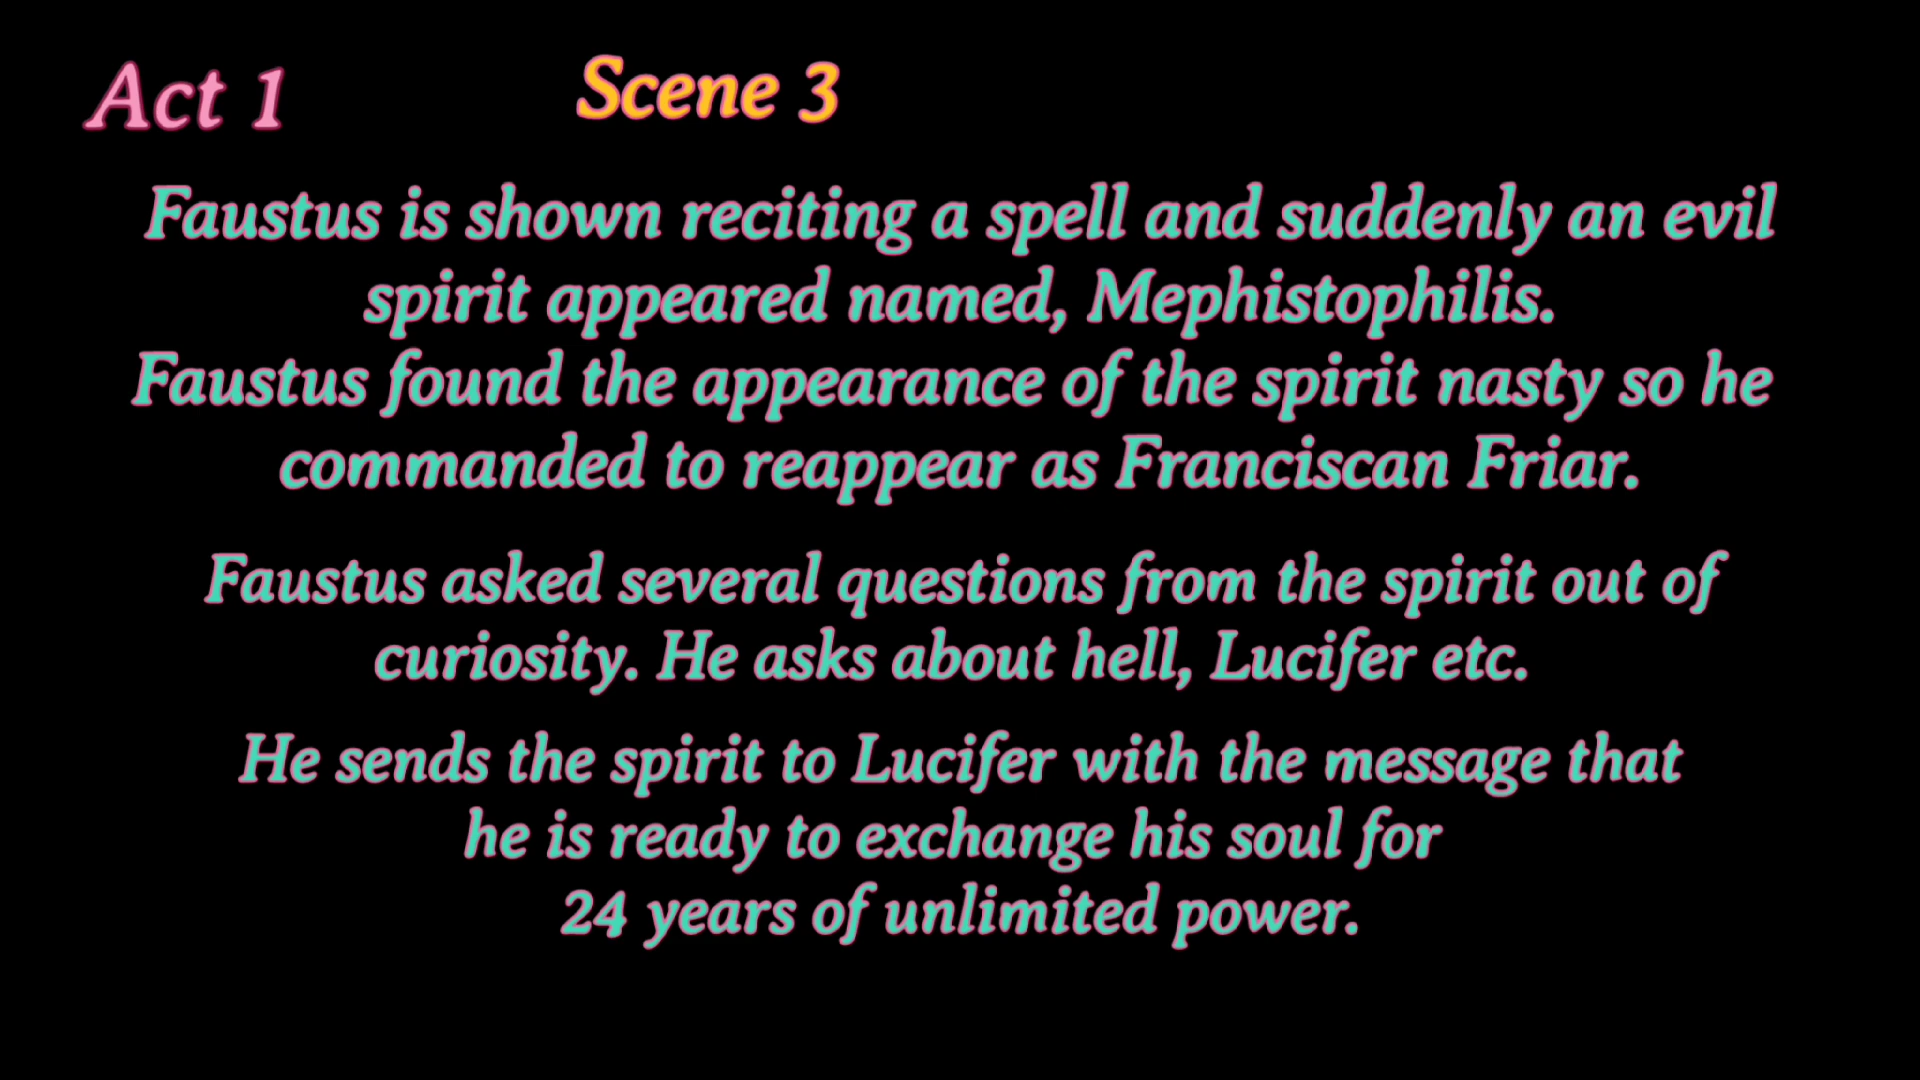 Act 1
Scene 3
Faustus is shown reciting a spell and suddenly an evil
spirit appeared named, Mephistophilis.
Faustus found the appearance of the spirit nasty so he
commanded to reappear as Franciscan Friar.
Faustus asked several questions from the spirit out of
curiosity. He asks about hell, Lucifer etc.
He sends the spirit to Lucifer with the message that
he is ready to exchange his soul for
24 years of unlimited power.